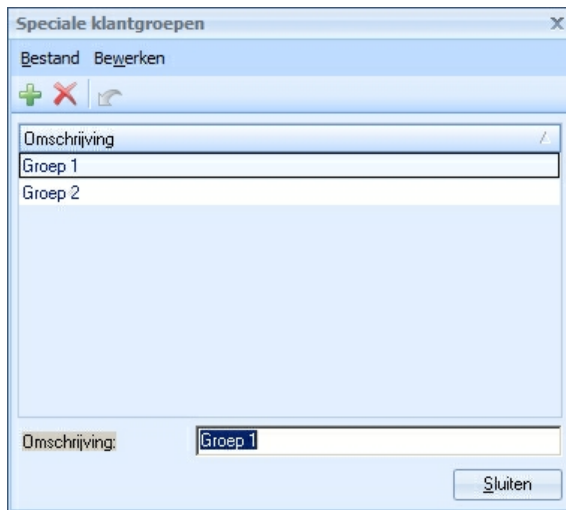 Speciale klantgroepen
Bestand Bewerken
Omschrijving
Groep 1
Groep 2
Omschrijving: Groep 1
Sluiten